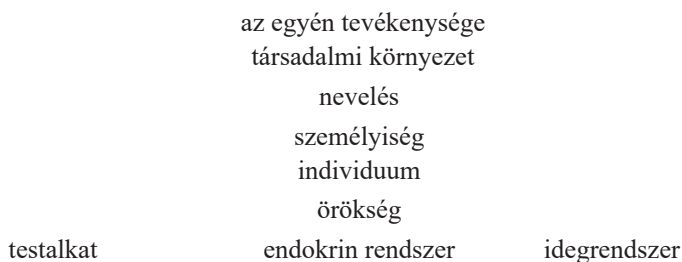 az egyén tevékenysége
társadalmi környezet
nevelés
személyiség
individuum
örökség
testalkat endokrin rendszer idegrendszer